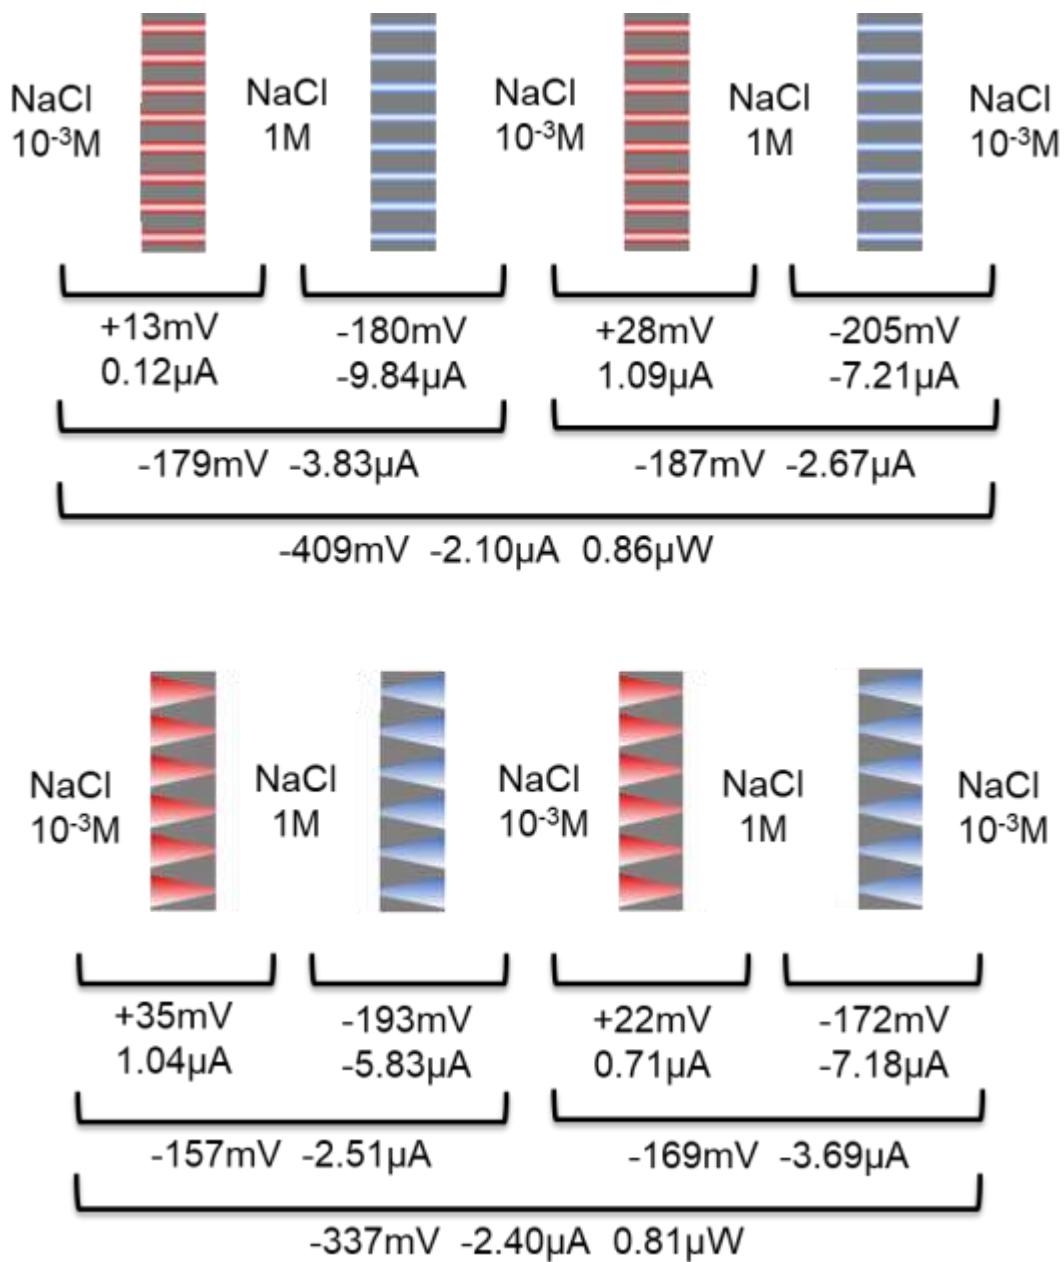 NaCl
10⁻³M
NaCl
1M
NaCl
10⁻³M
NaCl
1M
NaCl
10⁻³M
+13mV
0.12µA
-180mV
-9.84µA
+28mV
1.09µA
-205mV
-7.21µA
-179mV -3.83µA
-187mV -2.67µA
-409mV -2.10µA 0.86µW
NaCl
10⁻³M
NaCl
1M
NaCl
10⁻³M
NaCl
1M
NaCl
10⁻³M
+35mV
1.04µA
-193mV
-5.83µA
+22mV
0.71µA
-172mV
-7.18µA
-157mV -2.51µA
-169mV -3.69µA
-337mV -2.40µA 0.81µW